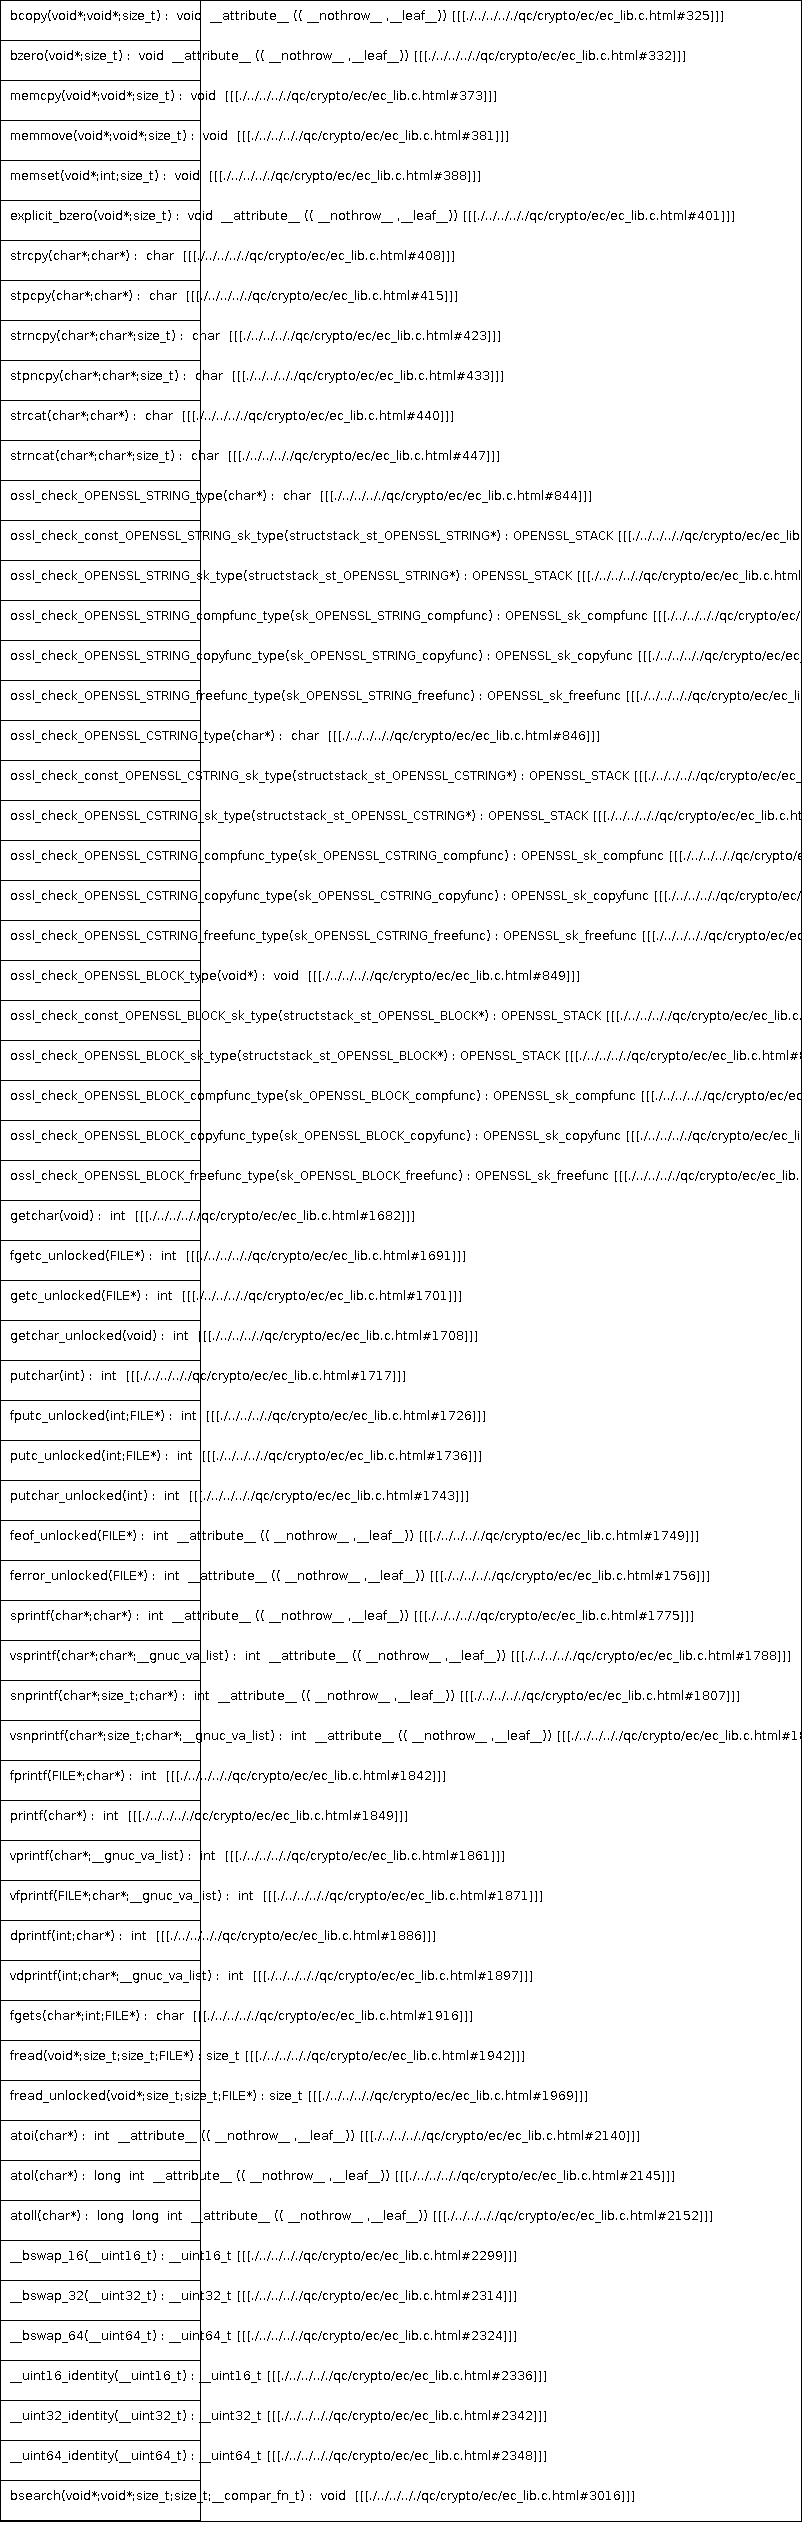 bcopy(void*;void*;size_t) : void __attribute__ (( __nothrow__ ,__leaf__)) [[[./../../../././qc/crypto/ec/ec_lib.c.html#325]]]
bzero(void*;size_t) : void __attribute__ (( __nothrow__ ,__leaf__)) [[[./../../../././qc/crypto/ec/ec_lib.c.html#332]]]
memcpy(void*;void*;size_t) : void [[[./../../../././qc/crypto/ec/ec_lib.c.html#373]]]
memmove(void*;void*;size_t) : void [[[./../../../././qc/crypto/ec/ec_lib.c.html#381]]]
memset(void*;int;size_t) : void [[[./../../../././qc/crypto/ec/ec_lib.c.html#388]]]
explicit_bzero(void*;size_t) : void __attribute__ (( __nothrow__ ,__leaf__)) [[[./../../../././qc/crypto/ec/ec_lib.c.html#401]]]
strcpy(char*;char*) : char [[[./../../../././qc/crypto/ec/ec_lib.c.html#408]]]
stpcpy(char*;char*) : char [[[./../../../././qc/crypto/ec/ec_lib.c.html#415]]]
strncpy(char*;char*;size_t) : char [[[./../../../././qc/crypto/ec/ec_lib.c.html#423]]]
stpncpy(char*;char*;size_t) : char [[[./../../../././qc/crypto/ec/ec_lib.c.html#433]]]
strcat(char*;char*) : char [[[./../../../././qc/crypto/ec/ec_lib.c.html#440]]]
strncat(char*;char*;size_t) : char [[[./../../../././qc/crypto/ec/ec_lib.c.html#447]]]
ossl_check_OPENSSL_STRING_type(char*) : char [[[./../../../././qc/crypto/ec/ec_lib.c.html#844]]]
ossl_check_const_OPENSSL_STRING_sk_type(structstack_st_OPENSSL_STRING*) : OPENSSL_STACK [[[./../../../././qc/crypto/ec/ec_lib
ossl_check_OPENSSL_STRING_sk_type(structstack_st_OPENSSL_STRING*) : OPENSSL_STACK [[[./../../../././qc/crypto/ec/ec_lib.c.html
ossl_check_OPENSSL_STRING_compfunc_type(sk_OPENSSL_STRING_compfunc) : OPENSSL_sk_compfunc [[[./../../../././qc/crypto/ec/
ossl_check_OPENSSL_STRING_copyfunc_type(sk_OPENSSL_STRING_copyfunc) : OPENSSL_sk_copyfunc [[[./../../../././qc/crypto/ec/ec_
ossl_check_OPENSSL_STRING_freefunc_type(sk_OPENSSL_STRING_freefunc) : OPENSSL_sk_freefunc [[[./../../../././qc/crypto/ec/ec_li
ossl_check_OPENSSL_CSTRING_type(char*) : char [[[./../../../././qc/crypto/ec/ec_lib.c.html#846]]]
ossl_check_const_OPENSSL_CSTRING_sk_type(structstack_st_OPENSSL_CSTRING*) : OPENSSL_STACK [[[./../../../././qc/crypto/ec/ec_
ossl_check_OPENSSL_CSTRING_sk_type(structstack_st_OPENSSL_CSTRING*) : OPENSSL_STACK [[[./../../../././qc/crypto/ec/ec_lib.c.ht
ossl_check_OPENSSL_CSTRING_compfunc_type(sk_OPENSSL_CSTRING_compfunc) : OPENSSL_sk_compfunc [[[./../../../././qc/crypto/e
ossl_check_OPENSSL_CSTRING_copyfunc_type(sk_OPENSSL_CSTRING_copyfunc) : OPENSSL_sk_copyfunc [[[./../../../././qc/crypto/ec/
ossl_check_OPENSSL_CSTRING_freefunc_type(sk_OPENSSL_CSTRING_freefunc) : OPENSSL_sk_freefunc [[[./../../../././qc/crypto/ec/ec
ossl_check_OPENSSL_BLOCK_type(void*) : void [[[./../../../././qc/crypto/ec/ec_lib.c.html#849]]]
ossl_check_const_OPENSSL_BLOCK_sk_type(structstack_st_OPENSSL_BLOCK*) : OPENSSL_STACK [[[./../../../././qc/crypto/ec/ec_lib.c.
ossl_check_OPENSSL_BLOCK_sk_type(structstack_st_OPENSSL_BLOCK*) : OPENSSL_STACK [[[./../../../././qc/crypto/ec/ec_lib.c.html#8
ossl_check_OPENSSL_BLOCK_compfunc_type(sk_OPENSSL_BLOCK_compfunc) : OPENSSL_sk_compfunc [[[./../../../././qc/crypto/ec/ec
ossl_check_OPENSSL_BLOCK_copyfunc_type(sk_OPENSSL_BLOCK_copyfunc) : OPENSSL_sk_copyfunc [[[./../../../././qc/crypto/ec/ec_li
ossl_check_OPENSSL_BLOCK_freefunc_type(sk_OPENSSL_BLOCK_freefunc) : OPENSSL_sk_freefunc [[[./../../../././qc/crypto/ec/ec_lib.
getchar(void) : int [[[./../../../././qc/crypto/ec/ec_lib.c.html#1682]]]
fgetc_unlocked(FILE*) : int [[[./../../../././qc/crypto/ec/ec_lib.c.html#1691]]]
getc_unlocked(FILE*) : int [[[./../../../././qc/crypto/ec/ec_lib.c.html#1701]]]
getchar_unlocked(void) : int [[[./../../../././qc/crypto/ec/ec_lib.c.html#1708]]]
putchar(int) : int [[[./../../../././qc/crypto/ec/ec_lib.c.html#1717]]]
fputc_unlocked(int;FILE*) : int [[[./../../../././qc/crypto/ec/ec_lib.c.html#1726]]]
putc_unlocked(int;FILE*) : int [[[./../../../././qc/crypto/ec/ec_lib.c.html#1736]]]
putchar_unlocked(int) : int [[[./../../../././qc/crypto/ec/ec_lib.c.html#1743]]]
feof_unlocked(FILE*) : int __attribute__ (( __nothrow__ ,__leaf__)) [[[./../../../././qc/crypto/ec/ec_lib.c.html#1749]]]
ferror_unlocked(FILE*) : int __attribute__ (( __nothrow__ ,__leaf__)) [[[./../../../././qc/crypto/ec/ec_lib.c.html#1756]]]
sprintf(char*;char*) : int __attribute__ (( __nothrow__ ,__leaf__)) [[[./../../../././qc/crypto/ec/ec_lib.c.html#1775]]]
vsprintf(char*;char*;__gnuc_va_list) : int __attribute__ (( __nothrow__ ,__leaf__)) [[[./../../../././qc/crypto/ec/ec_lib.c.html#1788]]]
snprintf(char*;size_t;char*) : int __attribute__ (( __nothrow__ ,__leaf__)) [[[./../../../././qc/crypto/ec/ec_lib.c.html#1807]]]
vsnprintf(char*;size_t;char*;__gnuc_va_list) : int __attribute__ (( __nothrow__ ,__leaf__)) [[[./../../../././qc/crypto/ec/ec_lib.c.html#18
fprintf(FILE*;char*) : int [[[./../../../././qc/crypto/ec/ec_lib.c.html#1842]]]
printf(char*) : int [[[./../../../././qc/crypto/ec/ec_lib.c.html#1849]]]
vprintf(char*;__gnuc_va_list) : int [[[./../../../././qc/crypto/ec/ec_lib.c.html#1861]]]
vfprintf(FILE*;char*;__gnuc_va_list) : int [[[./../../../././qc/crypto/ec/ec_lib.c.html#1871]]]
dprintf(int;char*) : int [[[./../../../././qc/crypto/ec/ec_lib.c.html#1886]]]
vdprintf(int;char*;__gnuc_va_list) : int [[[./../../../././qc/crypto/ec/ec_lib.c.html#1897]]]
fgets(char*;int;FILE*) : char [[[./../../../././qc/crypto/ec/ec_lib.c.html#1916]]]
fread(void*;size_t;size_t;FILE*) : size_t [[[./../../../././qc/crypto/ec/ec_lib.c.html#1942]]]
fread_unlocked(void*;size_t;size_t;FILE*) : size_t [[[./../../../././qc/crypto/ec/ec_lib.c.html#1969]]]
atoi(char*) : int __attribute__ (( __nothrow__ ,__leaf__)) [[[./../../../././qc/crypto/ec/ec_lib.c.html#2140]]]
atol(char*) : long int __attribute__ (( __nothrow__ ,__leaf__)) [[[./../../../././qc/crypto/ec/ec_lib.c.html#2145]]]
atoll(char*) : long long int __attribute__ (( __nothrow__ ,__leaf__)) [[[./../../../././qc/crypto/ec/ec_lib.c.html#2152]]]
__bswap_16(__uint16_t) : __uint16_t [[[./../../../././qc/crypto/ec/ec_lib.c.html#2299]]]
__bswap_32(__uint32_t) : __uint32_t [[[./../../../././qc/crypto/ec/ec_lib.c.html#2314]]]
__bswap_64(__uint64_t) : __uint64_t [[[./../../../././qc/crypto/ec/ec_lib.c.html#2324]]]
__uint16_identity(__uint16_t) : __uint16_t [[[./../../../././qc/crypto/ec/ec_lib.c.html#2336]]]
__uint32_identity(__uint32_t) : __uint32_t [[[./../../../././qc/crypto/ec/ec_lib.c.html#2342]]]
__uint64_identity(__uint64_t) : __uint64_t [[[./../../../././qc/crypto/ec/ec_lib.c.html#2348]]]
bsearch(void*;void*;size_t;size_t;__compar_fn_t) : void [[[./../../../././qc/crypto/ec/ec_lib.c.html#3016]]]